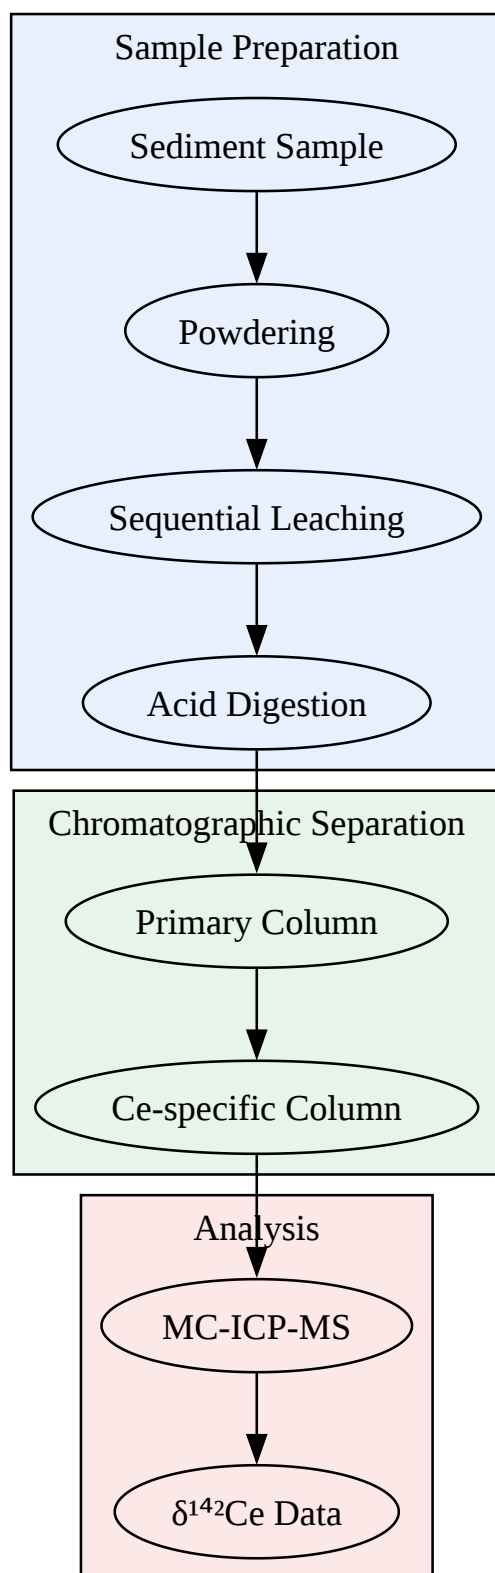 Sample Preparation
Sediment Sample
Powdering
Sequential Leaching
Acid Digestion
Chromatographic Separation
Primary Column
Ce-specific Column
Analysis
MC-ICP-MS
δ¹⁴²Ce Data